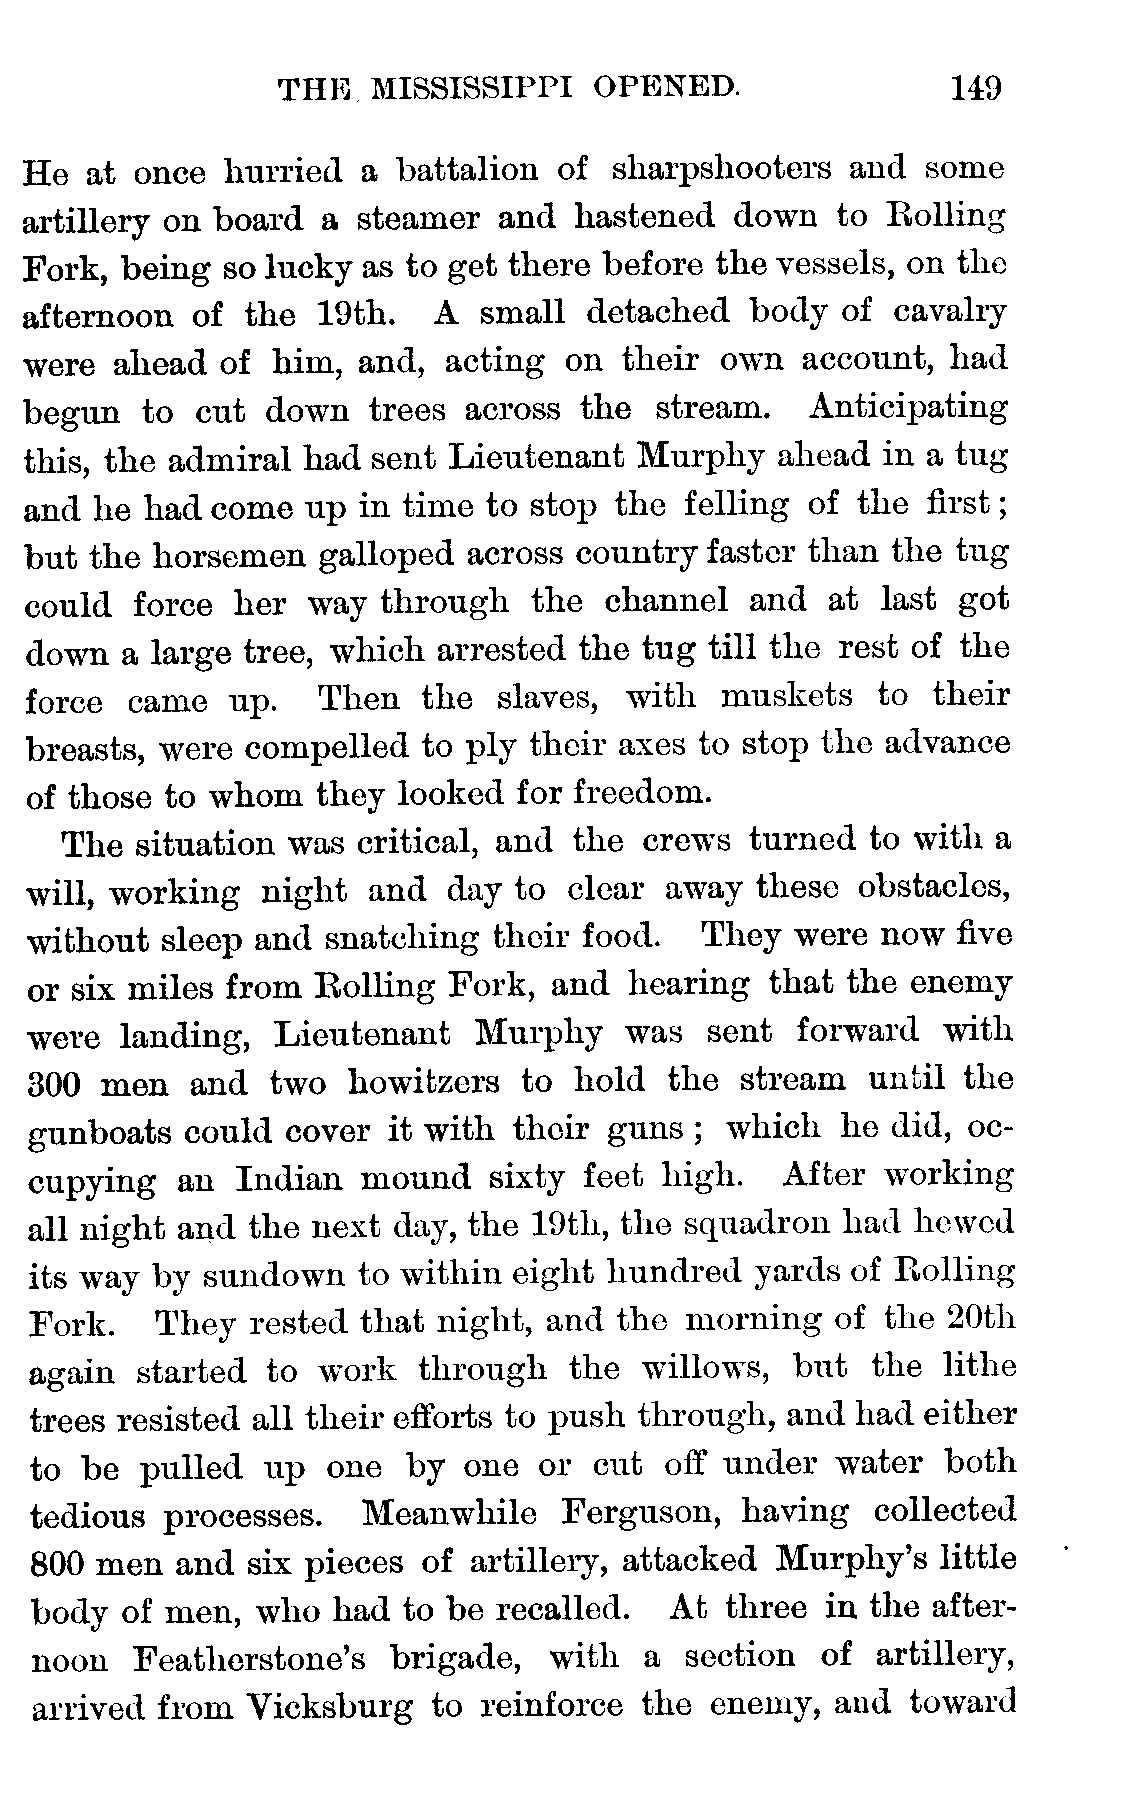 THE MISSISSIPPI OPENED. 149
He at once hurried a battalion of sharpshooters and some
artillery on board a steamer and hastened down to Rolling
Fork, being so lucky as to get there before the vessels, on the
afternoon of the 19th. A small detached body of cavalry
were ahead of him, and, acting on their own account, had
begun to cut down trees across the stream. Anticipating
this, the admiral had sent Lieutenant Murphy ahead in a tug
and he had come up in time to stop the felling of the first;
but the horsemen galloped across country faster than the tug
could force her way through the channel and at last got
down a large tree, which arrested the tug till the rest of the
force came up. Then the slaves, with muskets to their
breasts, were compelled to ply their axes to stop the advance
of those to whom they looked for freedom.
The situation was critical, and the crews turned to with a
will, working night and day to clear away these obstacles,
without sleep and snatching their food. They were now five
or six miles from Rolling Fork, and hearing that the enemy
were landing, Lieutenant Murphy was sent forward with
300 men and two howitzers to hold the stream until the
gunboats could cover it with their guns; which he did, oc-
cupying an Indian mound sixty feet high. After working
all night and the next day, the 19th, the squadron had hewed
its way by sundown to within eight hundred yards of Rolling
Fork. They rested that night, and the morning of the 20th
again started to work through the willows, but the lithe
trees resisted all their efforts to push through, and had either
to be pulled up one by one or cut off under water both
tedious processes. Meanwhile Ferguson, having collected
800 men and six pieces of artillery, attacked Murphy's little
body of men, who had to be recalled. At three in the after-
noon Featherstone's brigade, with a section of artillery,
arrived from Vicksburg to reinforce the enemy, and toward